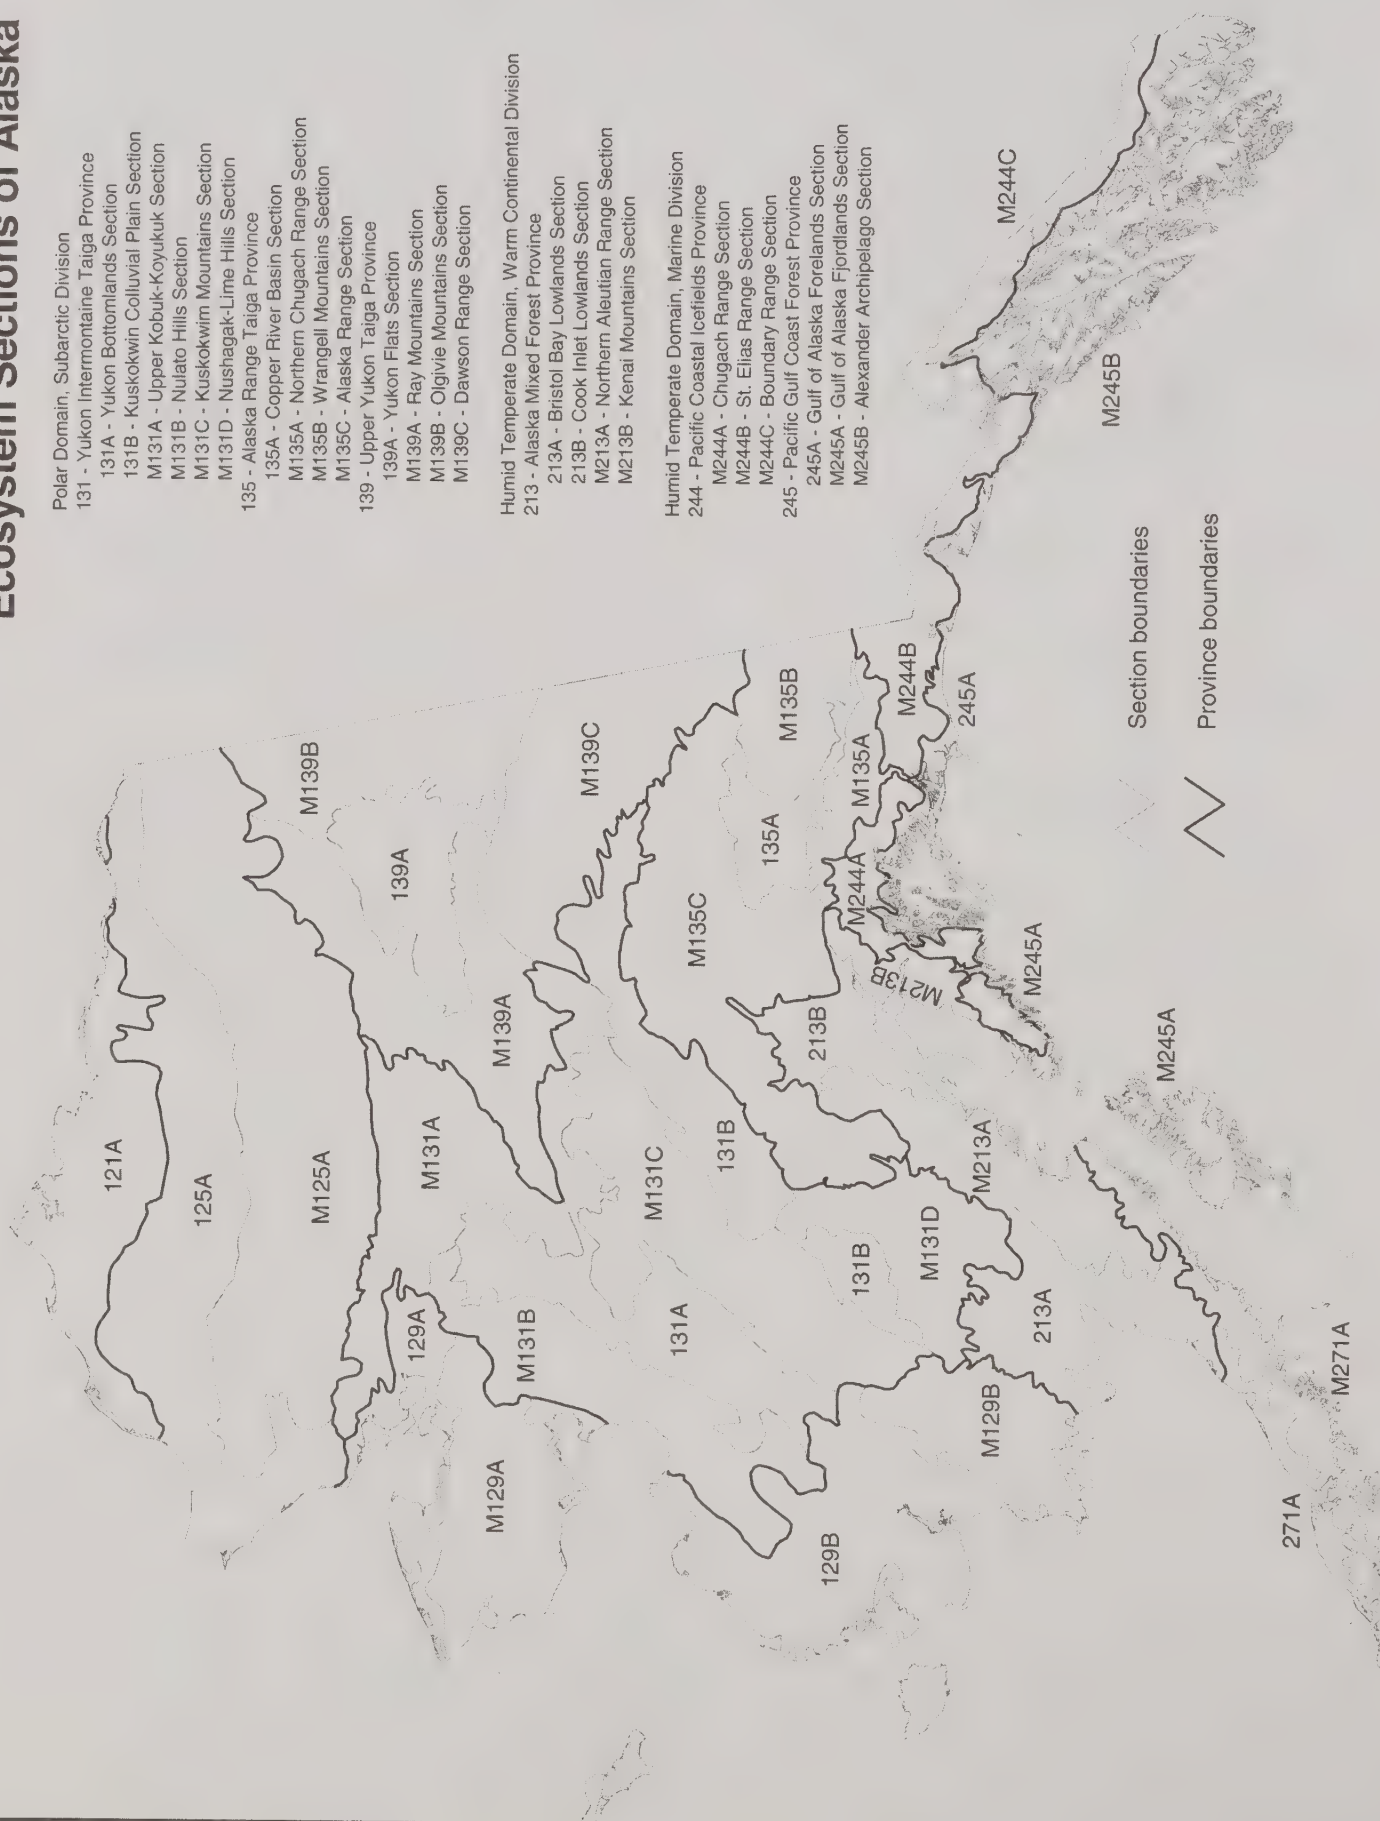 Ecosystem Sections of Alaska
Polar Domain, Subarctic Division
131 - Yukon Intermontaine Taiga Province
131A - Yukon Bottomlands Section
131B - Kuskokwin Colluvial Plain Section
M131A - Upper Kobuk-Koyukuk Section
M131B - Nulato Hills Section
M131C - Kuskokwim Mountains Section
M131D - Nushagak-Lime Hills Section
135 - Alaska Range Taiga Province
135A - Copper River Basin Section
M135A - Northern Chugach Range Section
M135B - Wrangell Mountains Section
M135C - Alaska Range Section
139 - Upper Yukon Taiga Province
139A - Yukon Flats Section
M139A - Ray Mountains Section
M139B - Olgivie Mountains Section
M139C - Dawson Range Section
Humid Temperate Domain, Warm Continental Division
213 - Alaska Mixed Forest Province
213A - Bristol Bay Lowlands Section
213B - Cook Inlet Lowlands Section
M213A - Northern Aleutian Range Section
M213B - Kenai Mountains Section
Humid Temperate Domain, Marine Division
244 - Pacific Coastal Icefields Province
M244A - Chugach Range Section
M244B - St. Elias Range Section
M244C - Boundary Range Section
245 - Pacific Gulf Coast Forest Province
245A - Gulf of Alaska Forelands Section
M245A - Gulf of Alaska Fjordlands Section
M245B - Alexander Archipelago Section
121A
125A
M125A
M139B
139A
M131A
129A
M139A
M139C
M129A
M131B
M131C
131A
M135C
131B
135A
M135B
213B
129B
131B
M244A
M135A
M213B
M244B
M131D
M213A
245A
M129B
213A
M245A
M244C
M245B
M245A
271A
M271A
Section boundaries
Province boundaries